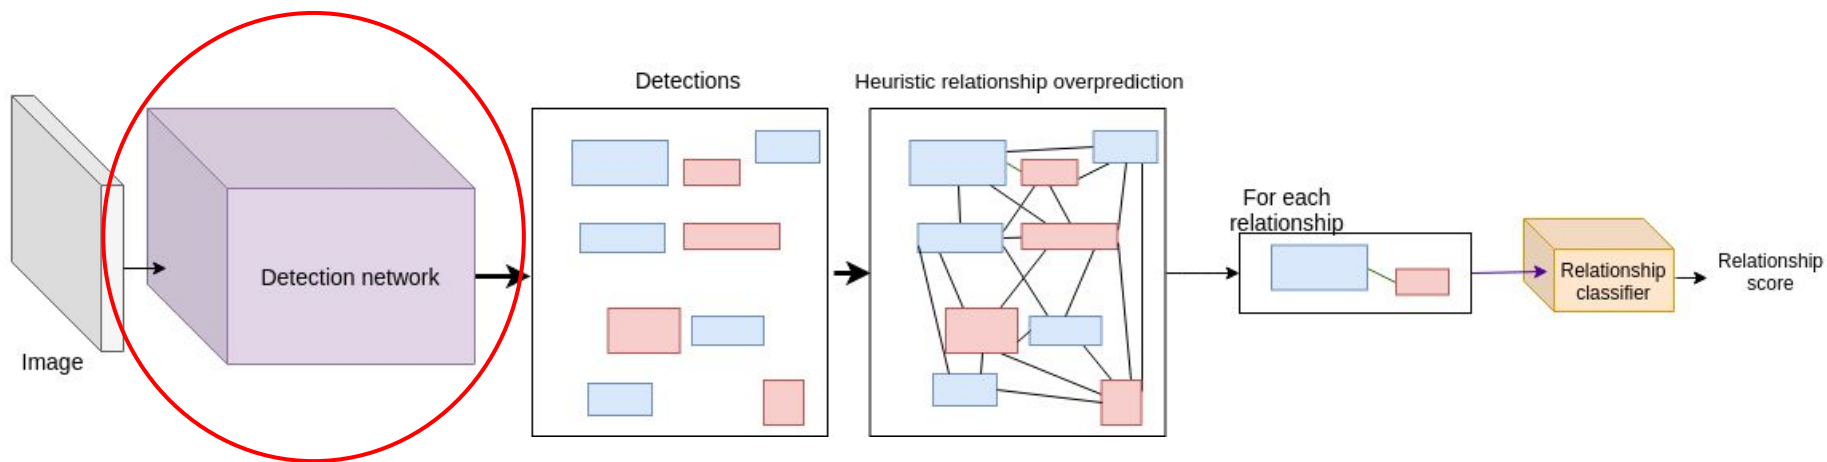 Image
Detection network
Detections
Heuristic relationship overprediction
For each
relationship
Relationship
classifier
Relationship
score